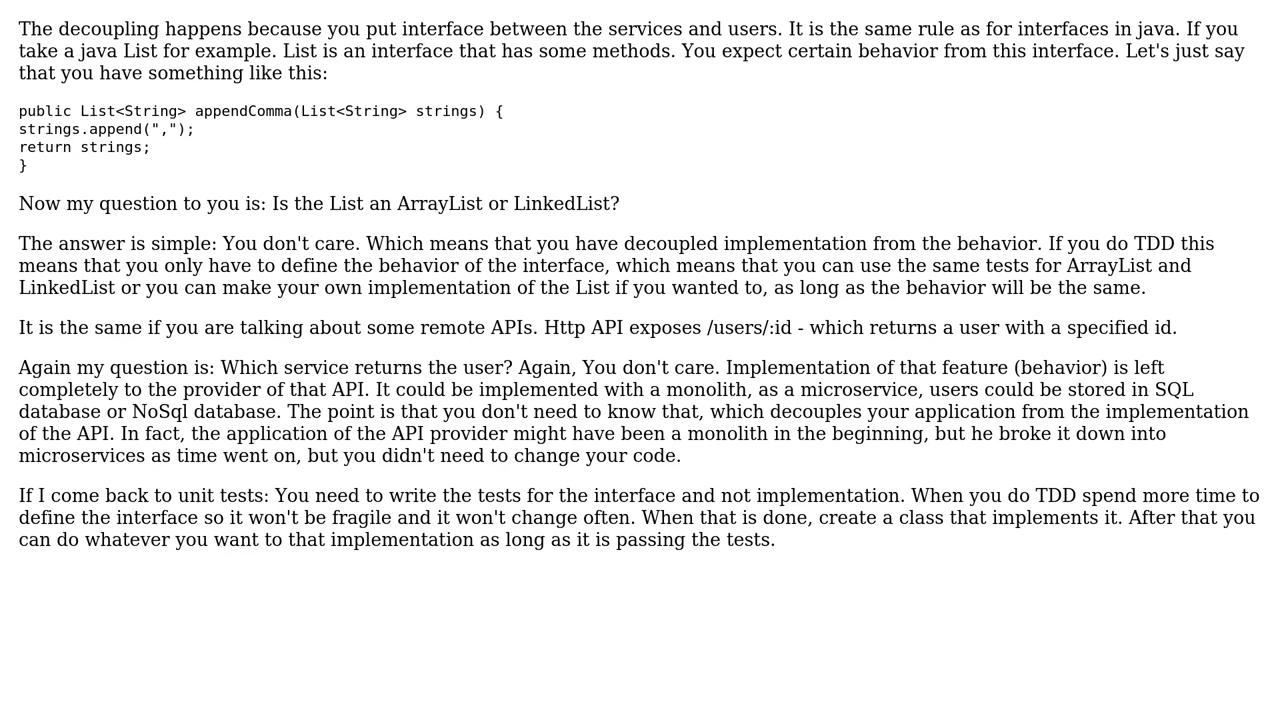 The decoupling happens because you put interface between the services and users. It is the same rule as for interfaces in java. If you
take a java List for example. List is an interface that has some methods. You expect certain behavior from this interface. Let's just say
that you have something like this:
public List<String> appendComma(List<String> strings) {
strings.append(",");
return strings;
}
Now my question to you is: Is the List an ArrayList or LinkedList?
The answer is simple: You don't care. Which means that you have decoupled implementation from the behavior. If you do TDD this
means that you only have to define the behavior of the interface, which means that you can use the same tests for ArrayList and
LinkedList or you can make your own implementation of the List if you wanted to, as long as the behavior will be the same.
It is the same if you are talking about some remote APIs. Http API exposes /users/:id - which returns a user with a specified id.
Again my question is: Which service returns the user? Again, You don't care. Implementation of that feature (behavior) is left
completely to the provider of that API. It could be implemented with a monolith, as a microservice, users could be stored in SQL
database or NoSql database. The point is that you don't need to know that, which decouples your application from the implementation
of the API. In fact, the application of the API provider might have been a monolith in the beginning, but he broke it down into
microservices as time went on, but you didn't need to change your code.
If I come back to unit tests: You need to write the tests for the interface and not implementation. When you do TDD spend more time to
define the interface so it won't be fragile and it won't change often. When that is done, create a class that implements it. After that you
can do whatever you want to that implementation as long as it is passing the tests.